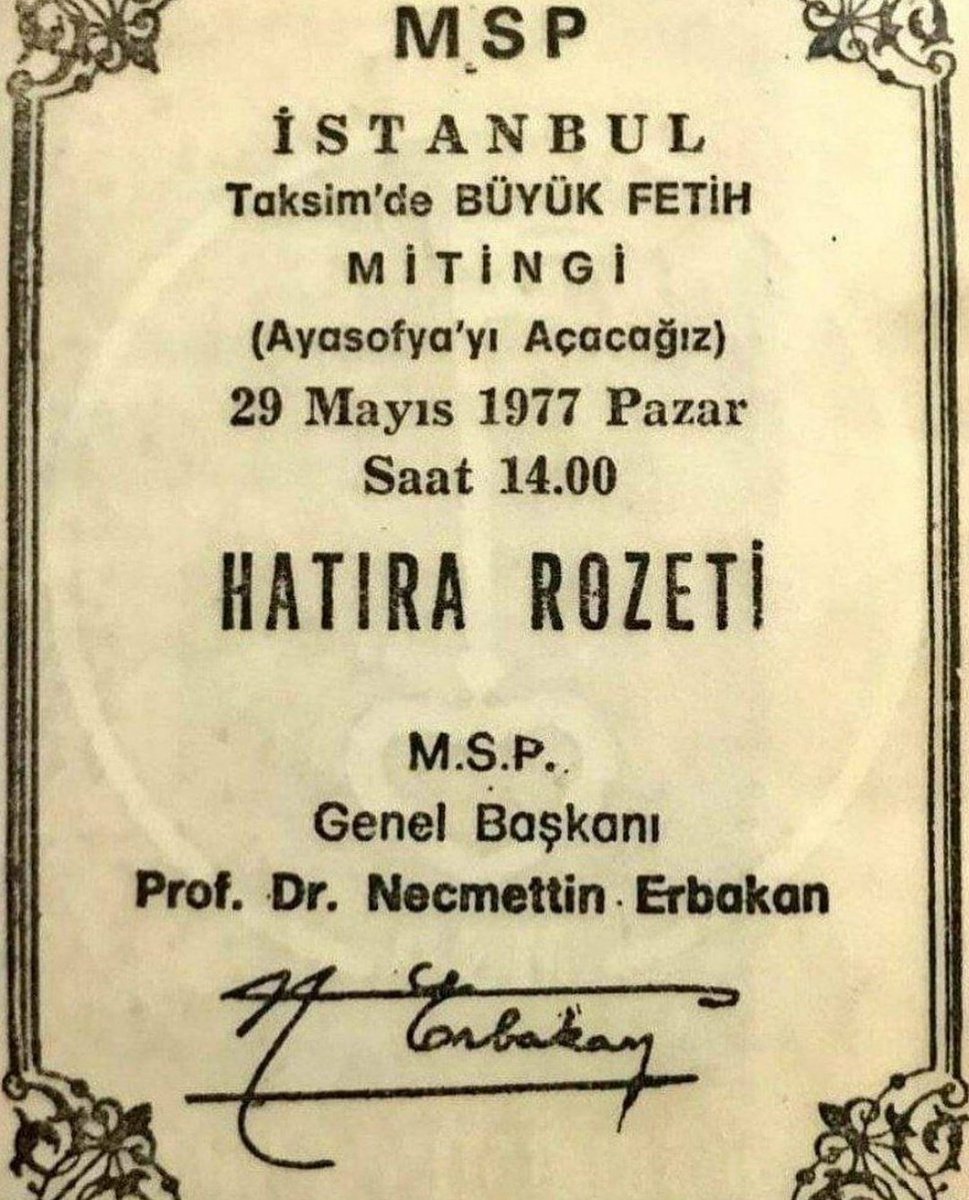 MSP
İSTANBUL
Taksim'de BÜYÜK FETİH
MİTİNGİ
(Ayasofya'yı Açacağız)
29 Mayıs 1977 Pazar
Saat 14.00
HATIRA ROZETİ
M.S.P.
Genel Başkanı
Prof. Dr. Necmettin Erbakan
N Erbakan